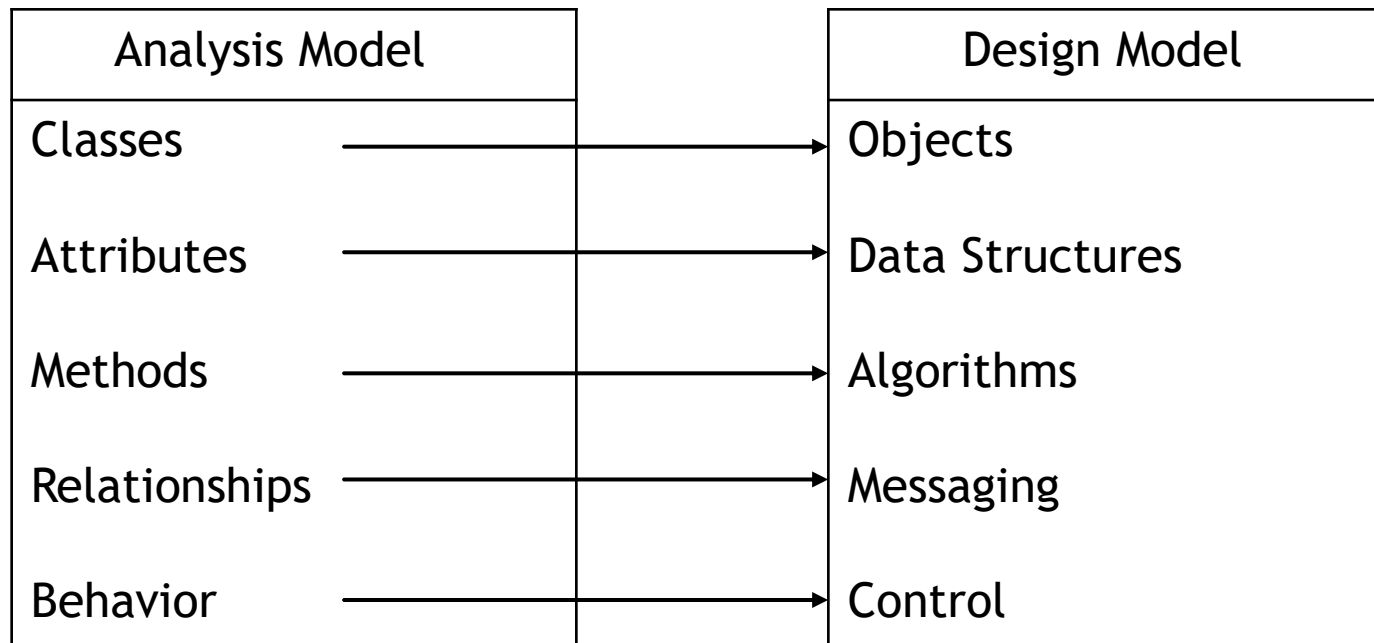 Analysis Model
Design Model
Classes
Objects
Attributes
Data Structures
Methods
Algorithms
Relationships
Messaging
Behavior
Control